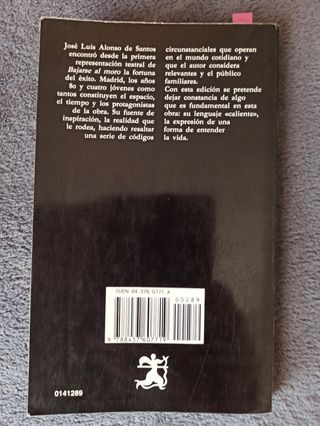 José Luis Alonso de Santos
encontró desde la primera
representación teatral de
Bajarse al moro la fortuna
del éxito. Madrid, los años
80 y cuatro jóvenes como
tantos constituyen el espacio,
el tiempo y los protagonistas
de la obra. Su fuente de
inspiración, la realidad que
le rodea, haciendo resaltar
una serie de códigos
circunstanciales que operan
en el mundo cotidiano y
que el autor considera
relevantes y el público
familiares.
Con esta edición se pretende
dejar constancia de algo
que es fundamental en esta
obra: su lenguaje «caliente»,
la expresión de una
forma de entender
la vida.
ISBN 84 376 0771 X
00289
9 788437 607719
0141289